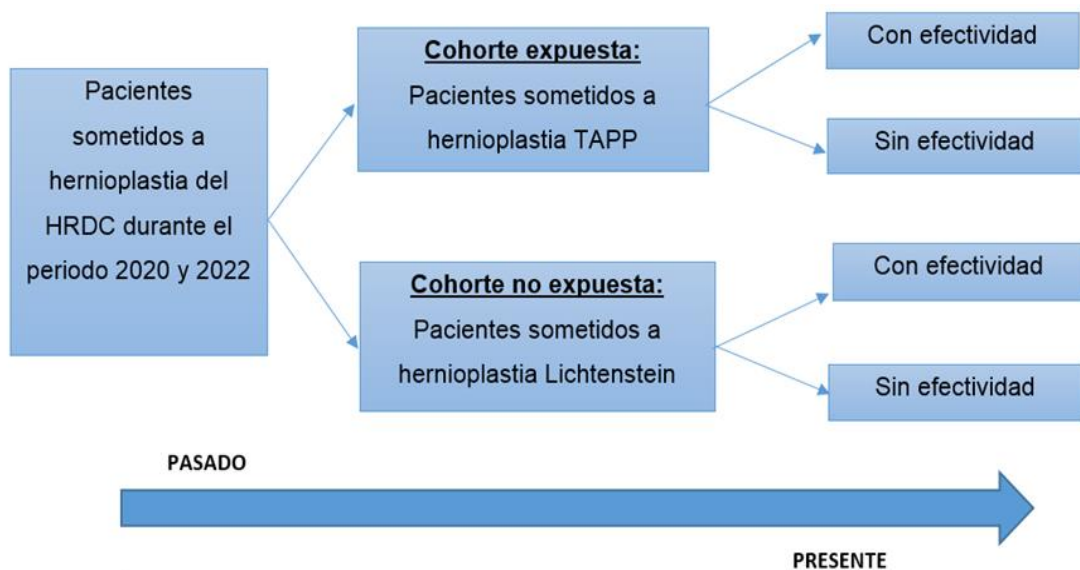 Pacientes
sometidos a
hernioplastia del
HRDC durante el
periodo 2020 y 2022
Cohorte expuesta:
Pacientes sometidos a
hernioplastia TAPP
Con efectividad
Sin efectividad
Cohorte no expuesta:
Pacientes sometidos a
hernioplastia Lichtenstein
Con efectividad
Sin efectividad
PASADO
PRESENTE